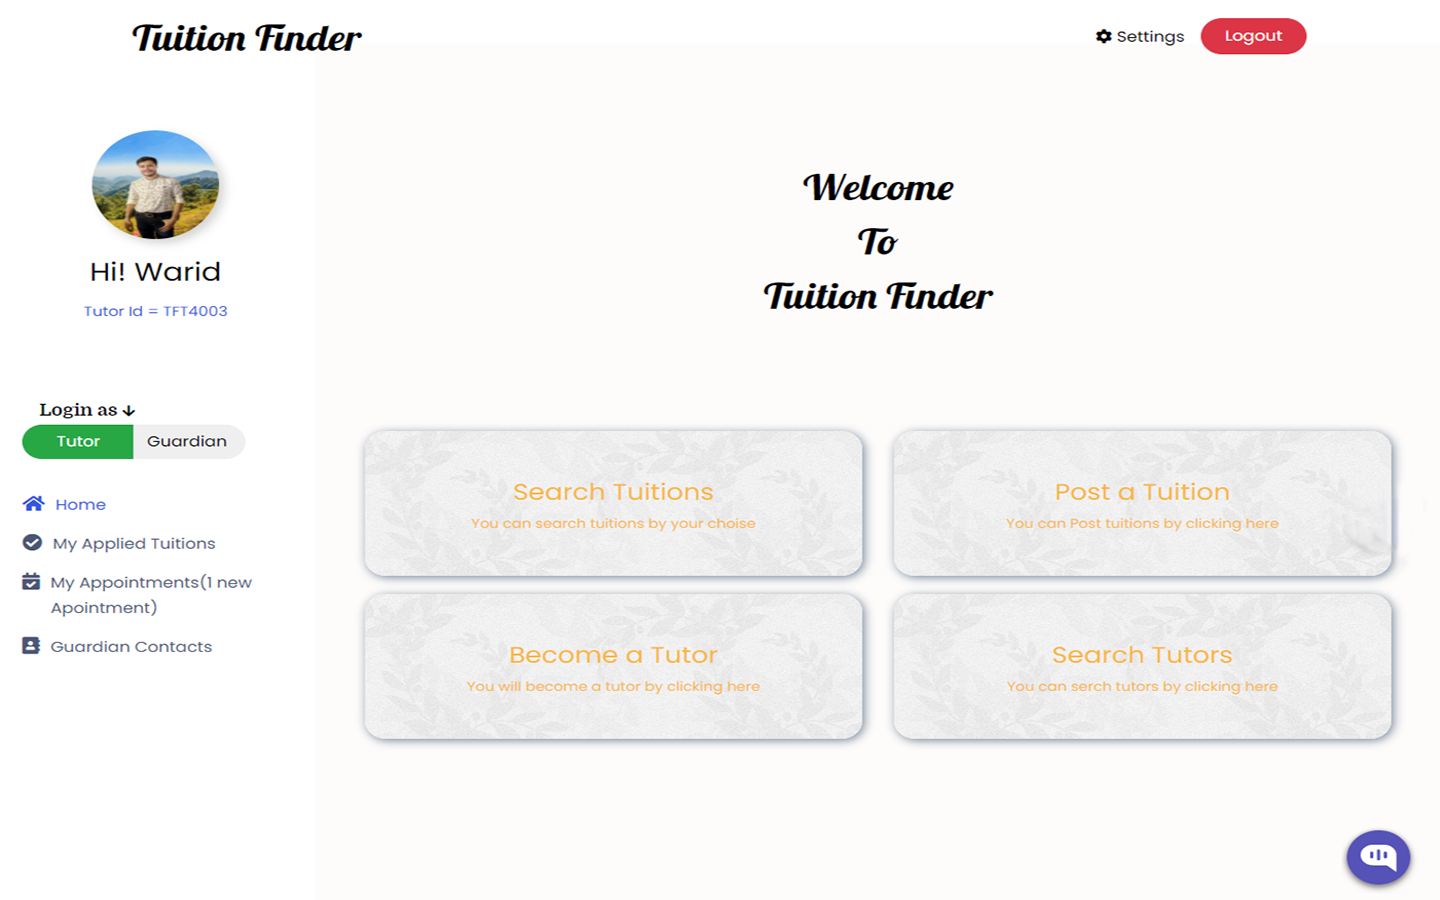 Tuition Finder
Settings
Logout
Hi! Warid
Tutor Id = TFT4003
Login as
Tutor
Guardian
Home
My Applied Tuitions
My Appointments(1 new
Apointment)
Guardian Contacts
Welcome
To
Tuition Finder
Search Tuitions
You can search tuitions by your choise
Post a Tuition
You can Post tuitions by clicking here
Become a Tutor
You will become a tutor by clicking here
Search Tutors
You can serch tutors by clicking here